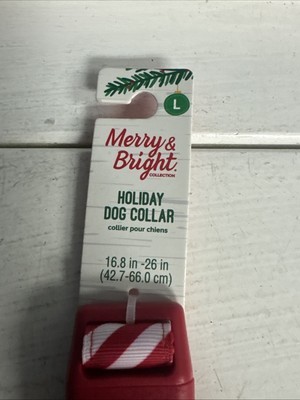 L
Merry &
Bright.
COLLECTION
HOLIDAY
DOG COLLAR
collier pour chiens
16.8 in -26 in
(42.7-66.0 cm)